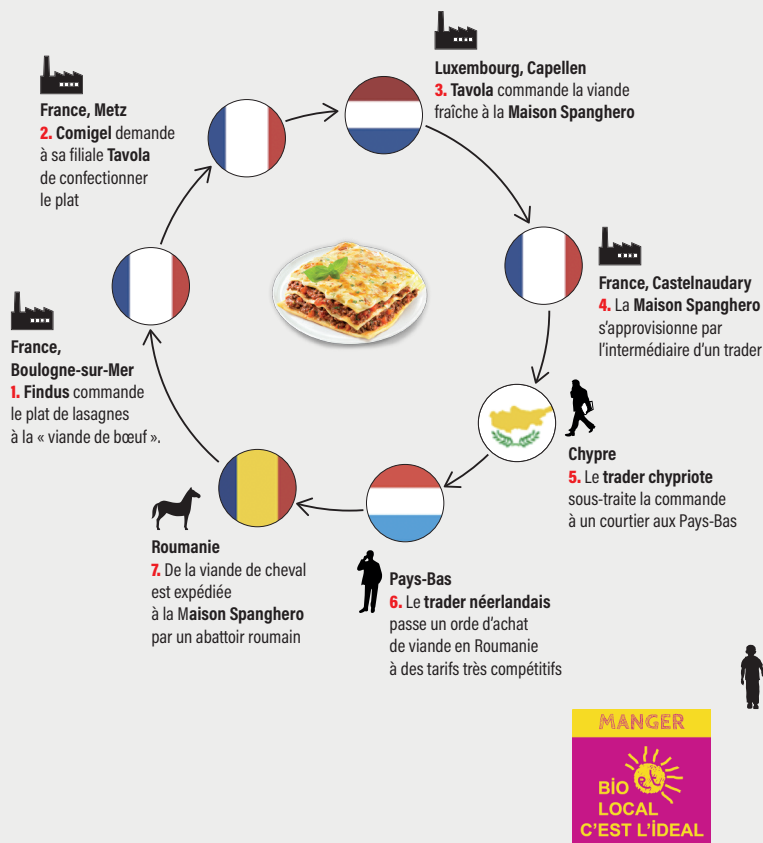 France, Metz
2. Comigel demande
à sa filiale Tavola
de confectionner
le plat
Luxembourg, Capellen
3. Tavola commande la viande
fraîche à la Maison Spanghero
France, Castelnaudary
4. La Maison Spanghero
s'approvisionne par
l'intermédiaire d'un trader
France,
Boulogne-sur-Mer
1. Findus commande
le plat de lasagnes
à la « viande de bœuf ».
Chypre
5. Le trader chypriote
sous-traite la commande
à un courtier aux Pays-Bas
Roumanie
7. De la viande de cheval
est expédiée
à la Maison Spanghero
par un abattoir roumain
Pays-Bas
6. Le trader néerlandais
passe un orde d'achat
de viande en Roumanie
à des tarifs très compétitifs
MANGER
BiO et
LOCAL
C'EST L'İDEAL